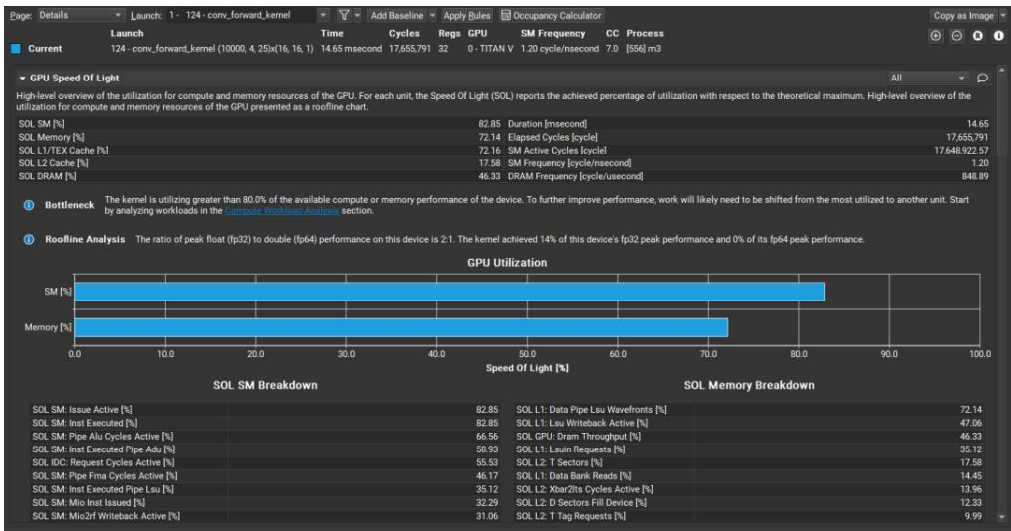 Page: Details Launch: 1 - 124 - conv_forward_kernel Add Baseline Apply Rules Occupancy Calculator Copy as Image
Launch Time Cycles Regs GPU SM Frequency CC Process
Current 124 - conv_forward_kernel (10000, 4, 25)x(16, 16, 1) 14.65 msecond 17,655,791 32 0 - TITAN V 1.20 cycle/nsecond 7.0 [556] m3
GPU Speed Of Light All
High-level overview of the utilization for compute and memory resources of the GPU. For each unit, the Speed Of Light (SOL) reports the achieved percentage of utilization with respect to the theoretical maximum. High-level overview of the
utilization for compute and memory resources of the GPU presented as a roofline chart.
SOL SM [%] 82.85 Duration [msecond] 14.65
SOL Memory [%] 72.14 Elapsed Cycles [cycle] 17,655,791
SOL L1/TEX Cache [%] 72.16 SM Active Cycles [cycle] 17,648,922.57
SOL L2 Cache [%] 17.58 SM Frequency [cycle/nsecond] 1.20
SOL DRAM [%] 46.33 DRAM Frequency [cycle/usecond] 848.89
Bottleneck The kernel is utilizing greater than 80.0% of the available compute or memory performance of the device. To further improve performance, work will likely need to be shifted from the most utilized to another unit. Start
by analyzing workloads in the Compute Workload Analysis section.
Roofline Analysis The ratio of peak float (fp32) to double (fp64) performance on this device is 2:1. The kernel achieved 14% of this device's fp32 peak performance and 0% of its fp64 peak performance.
GPU Utilization
SM [%]
Memory [%]
0.0 10.0 20.0 30.0 40.0 50.0 60.0 70.0 80.0 90.0 100.0
Speed Of Light [%]
SOL SM Breakdown SOL Memory Breakdown
SOL SM: Issue Active [%] 82.85 SOL L1: Data Pipe Lsu Wavefronts [%] 72.14
SOL SM: Inst Executed [%] 82.85 SOL L1: Lsu Writeback Active [%] 47.06
SOL SM: Pipe Alu Cycles Active [%] 66.56 SOL GPU: Dram Throughput [%] 46.33
SOL SM: Inst Executed Pipe Adu [%] 58.93 SOL L1: Lsuin Requests [%] 35.12
SOL IDC: Request Cycles Active [%] 55.53 SOL L2: T Sectors [%] 17.58
SOL SM: Pipe Fma Cycles Active [%] 46.17 SOL L1: Data Bank Reads [%] 14.45
SOL SM: Inst Executed Pipe Lsu [%] 35.12 SOL L2: Xbar2lts Cycles Active [%] 13.96
SOL SM: Mio Inst Issued [%] 32.29 SOL L2: D Sectors Fill Device [%] 12.33
SOL SM: Mio2rf Writeback Active [%] 31.06 SOL L2: T Tag Requests [%] 9.99